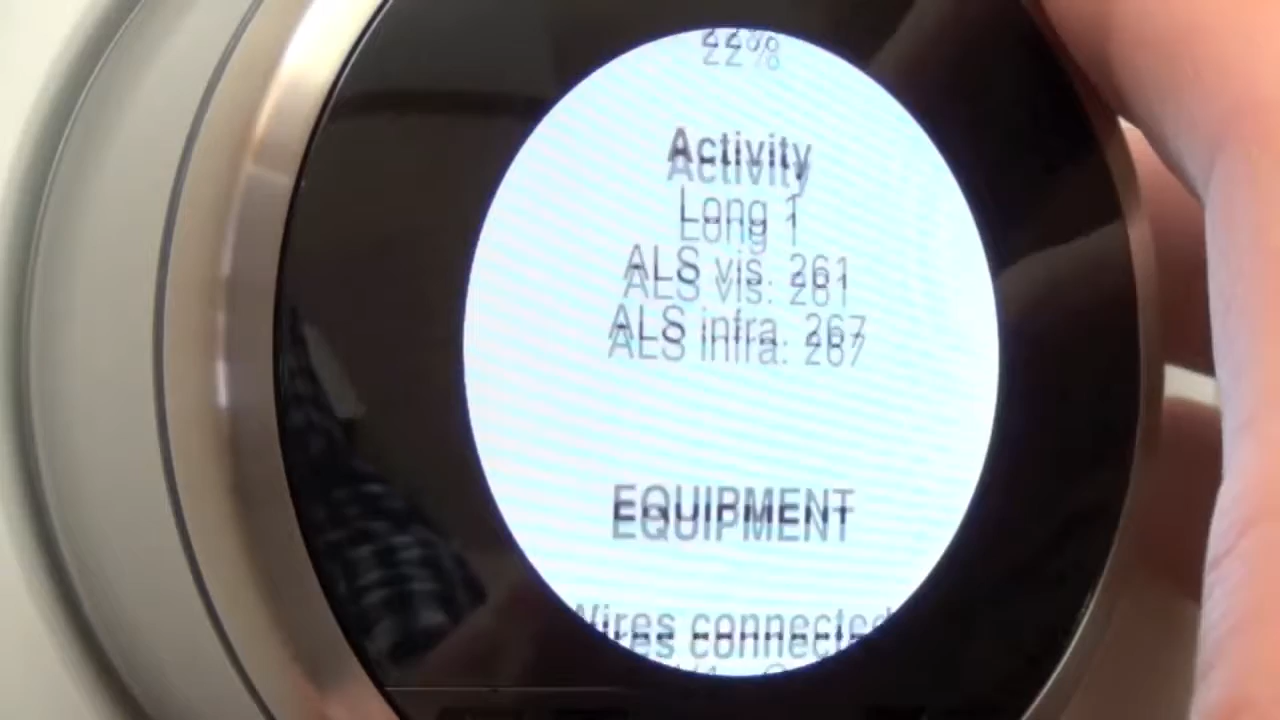 22%
Activity
Long 1
ALS vis: 261
ALS infra: 267
EQUIPMENT
Wires connected